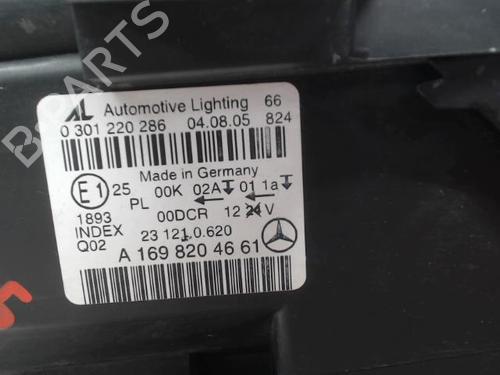 B-PARTS
AL Automotive Lighting 66
0 301 220 286 04.08.05 824
Made in Germany
E1 25 00K 02A 01 1a
PL
1893 00DCR 12 24 V
INDEX
Q02 23 121.0.620
A 169 820 46 61